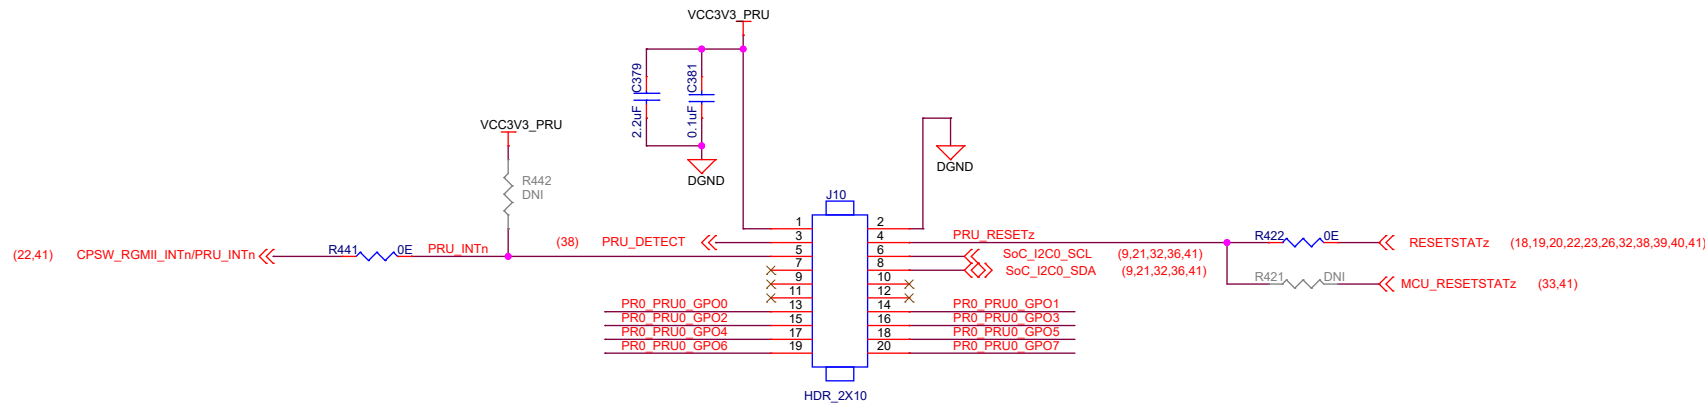 VCC3V3_PRU
C379
2.2uF
C381
0.1uF
VCC3V3_PRU
DGND
DGND
R442
DNI
J10
1 2
(22,41) CPSW_RGMII_INTn/PRU_INTn R441 0E PRU_INTn
(38) PRU_DETECT 3 4 PRU_RESETz R422 0E RESETSTATz (18,19,20,22,23,26,32,38,39,40,41)
5 6 SoC_I2C0_SCL (9,21,32,36,41)
7 8 SoC_I2C0_SDA (9,21,32,36,41)
R421 DNI MCU_RESETSTATz (33,41)
9 10
11 12
PR0_PRU0_GPO0 13 14 PR0_PRU0_GPO1
PR0_PRU0_GPO2 15 16 PR0_PRU0_GPO3
PR0_PRU0_GPO4 17 18 PR0_PRU0_GPO5
PR0_PRU0_GPO6 19 20 PR0_PRU0_GPO7
HDR_2X10